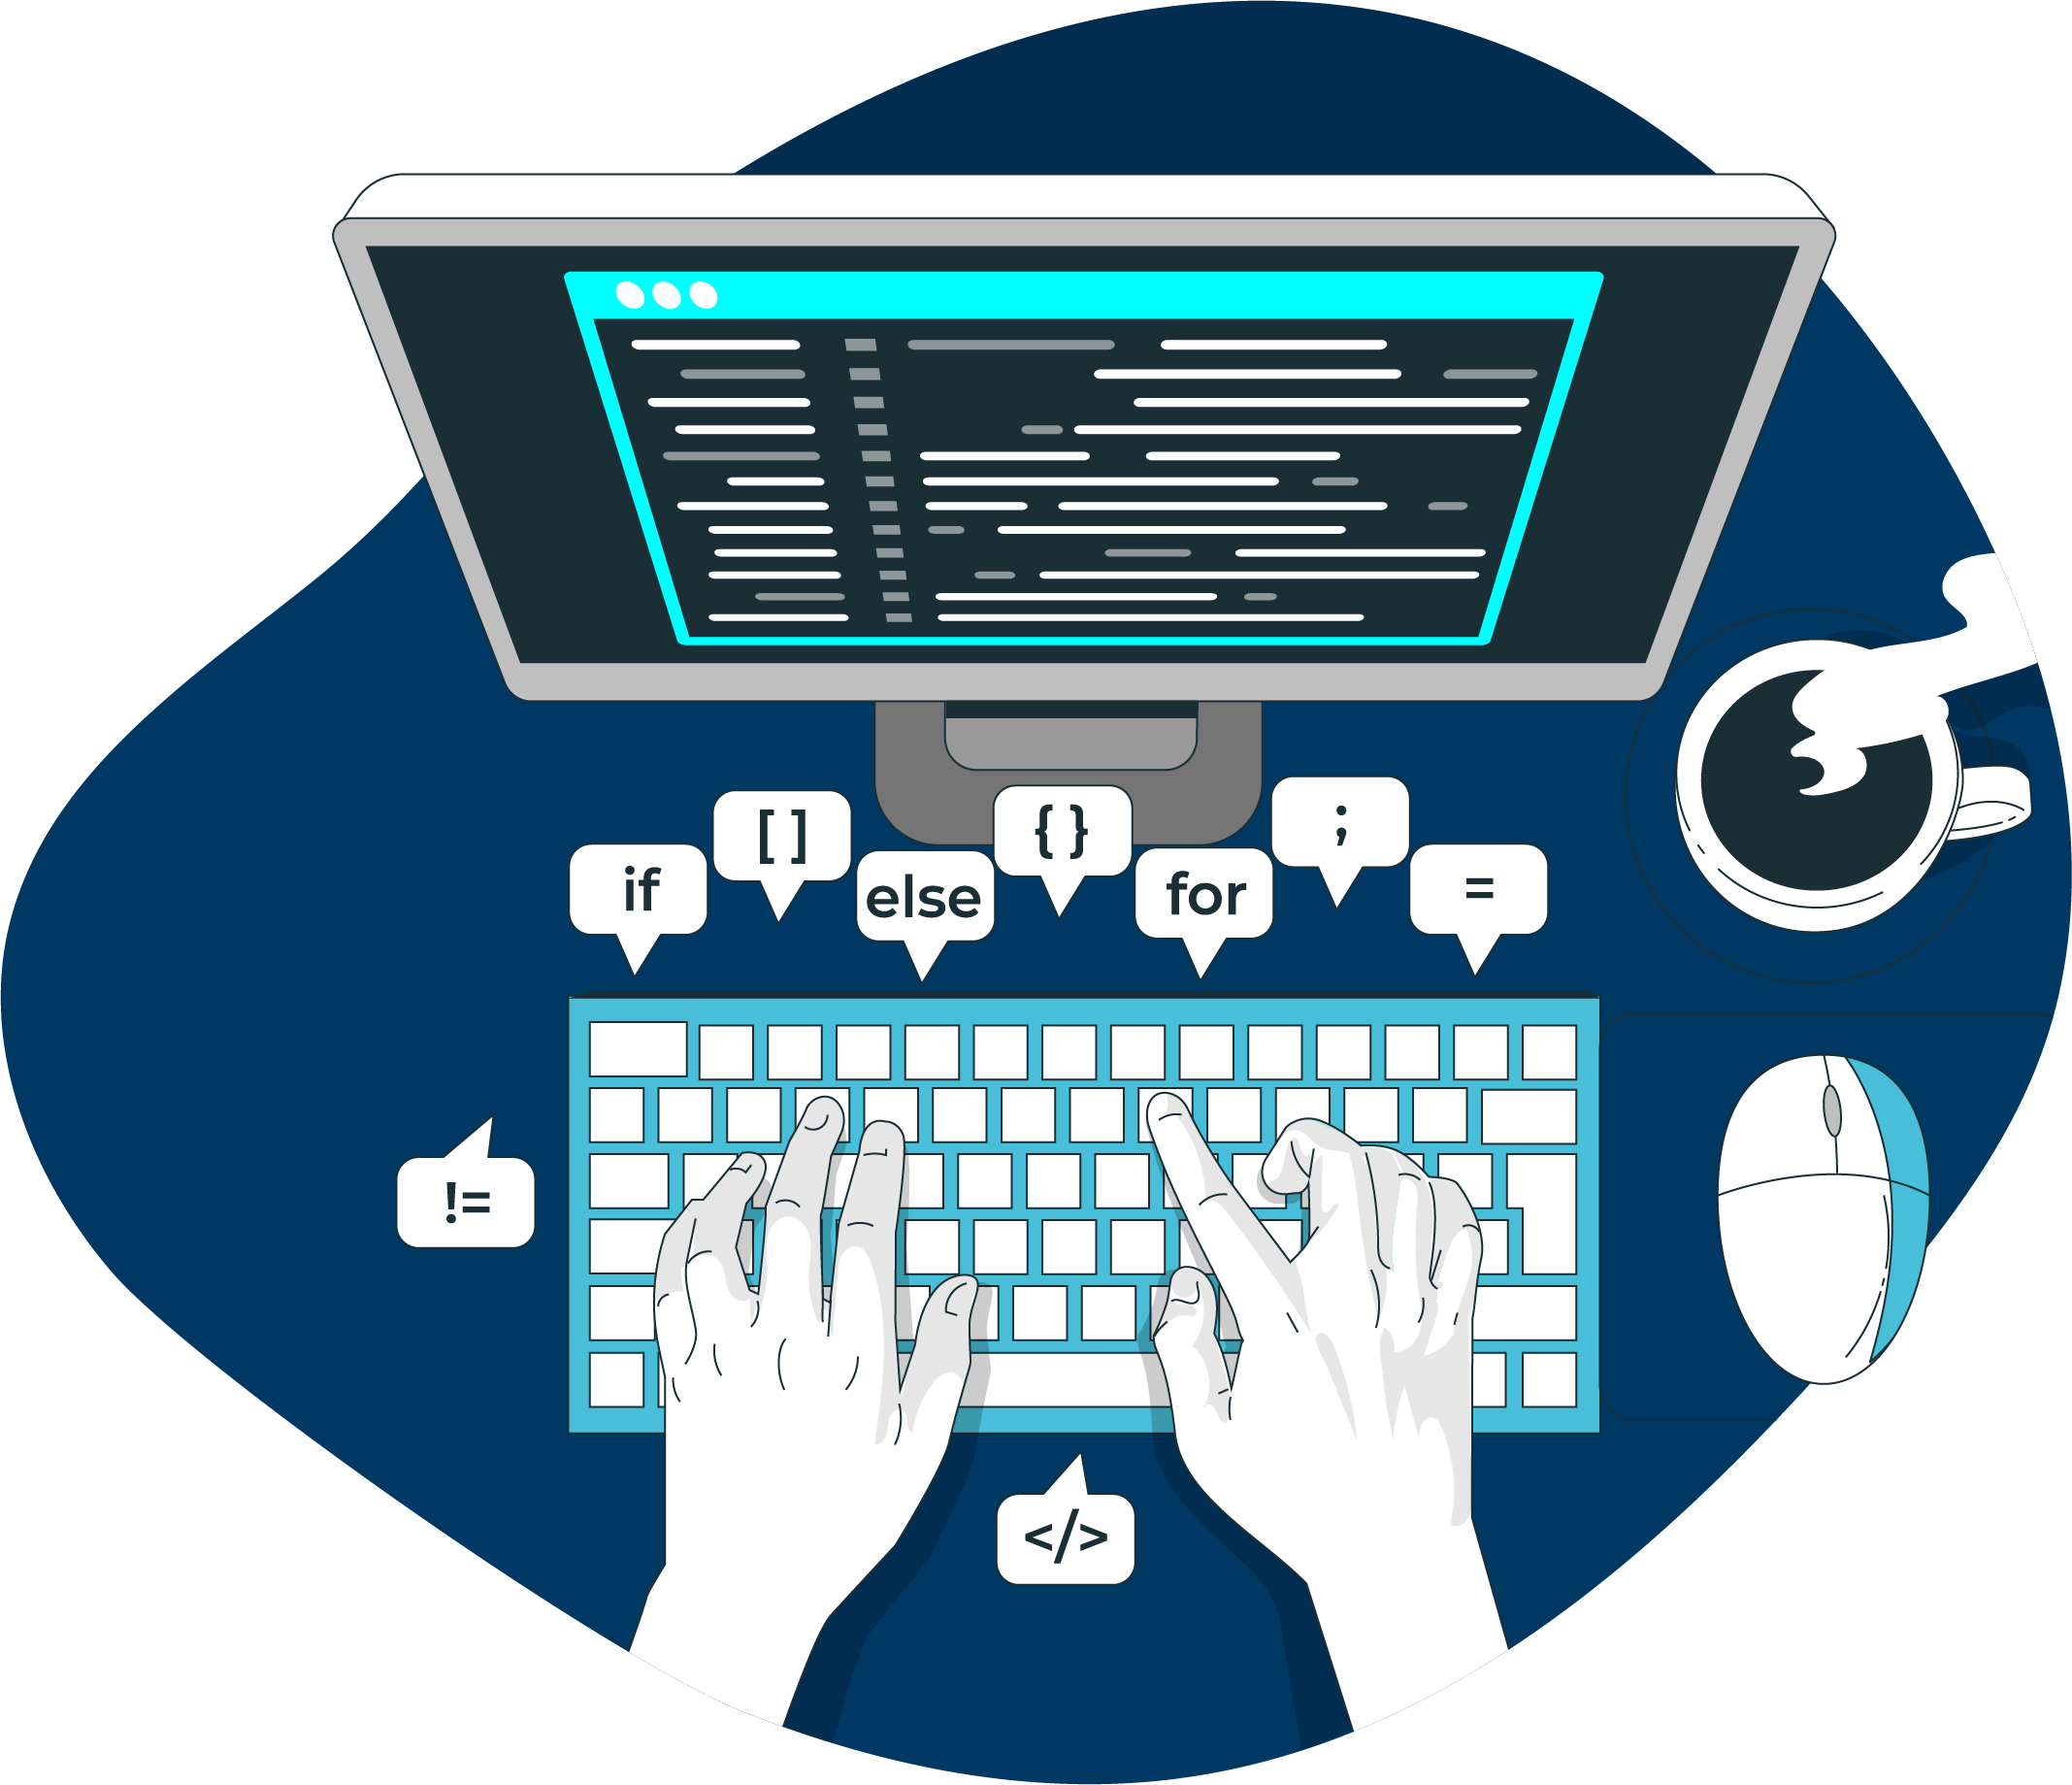 [ ]
{ }
;
if
else
for
=
!=
</>